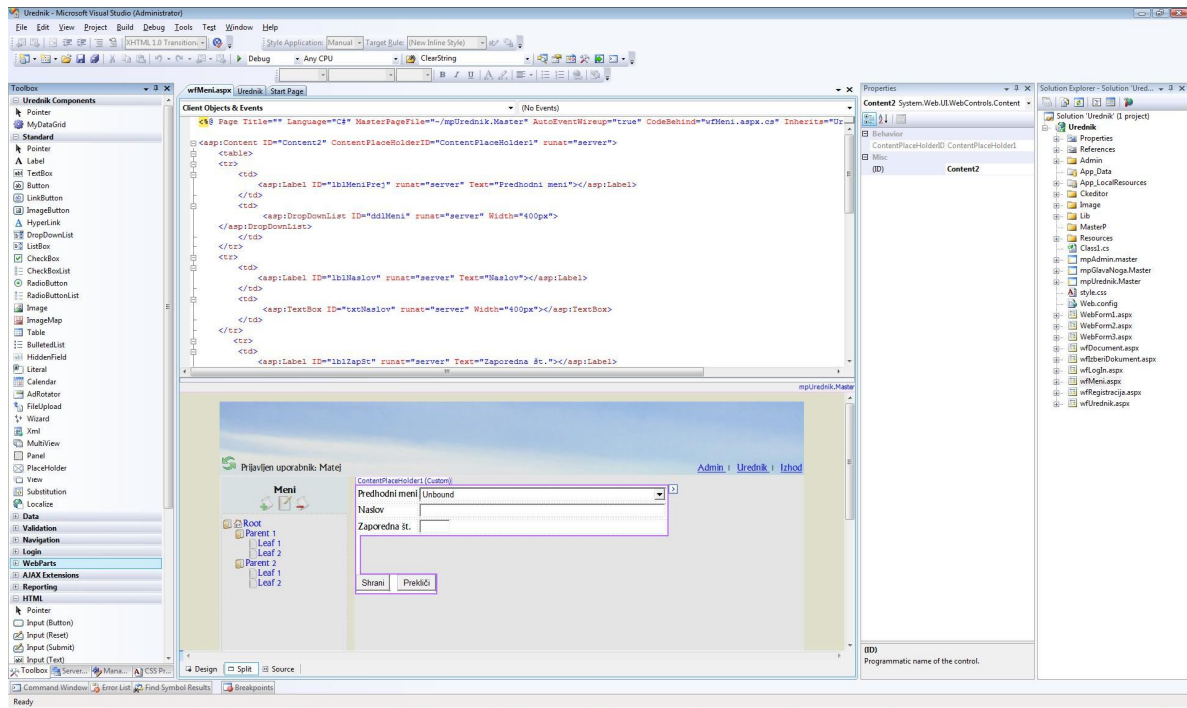 Urednik - Microsoft Visual Studio (Administrator)
File Edit View Project Build Debug Tools Test Window Help
XHTML 1.0 Transition Style Application: Manual Target Rule: (New Inline Style)
Debug Any CPU ClearString
Toolbox
Urednik Components
Pointer
MyDataGrid
Standard
Pointer
Label
TextBox
Button
LinkButton
ImageButton
HyperLink
DropDownList
ListBox
CheckBox
CheckBoxList
RadioButton
RadioButtonList
Image
ImageMap
Table
BulletedList
HiddenField
Literal
Calendar
AdRotator
FileUpload
Wizard
Xml
MultiView
Panel
PlaceHolder
View
Substitution
Localize
Data
Validation
Navigation
Login
WebParts
AJAX Extensions
Reporting
HTML
Pointer
Input (Button)
Input (Reset)
Input (Submit)
Input (Text)
Toolbox Server... Mana... CSS Pr...
wfMeni.aspx Urednik Start Page
Client Objects & Events (No Events)
<%@ Page Title="" Language="C#" MasterPageFile="~/mpUrednik.Master" AutoEventWireup="true" CodeBehind="wfMeni.aspx.cs" Inherits="Ur
<asp:Content ID="Content2" ContentPlaceHolderID="ContentPlaceHolder1" runat="server">
<table>
<tr>
<td>
<asp:Label ID="lblMeniPrej" runat="server" Text="Predhodni meni"></asp:Label>
</td>
<td>
<asp:DropDownList ID="ddlMeni" runat="server" Width="400px">
</asp:DropDownList>
</td>
</tr>
<tr>
<td>
<asp:Label ID="lblNaslov" runat="server" Text="Naslov"></asp:Label>
</td>
<td>
<asp:TextBox ID="txtNaslov" runat="server" Width="400px"></asp:TextBox>
</td>
</tr>
<tr>
<td>
<asp:Label ID="lblZapSt" runat="server" Text="Zaporedna št."></asp:Label>
mpUrednik.Master
Prijavljen uporabnik: Matej Admin | Urednik | Izhod
Meni
Root
Parent 1
Leaf 1
Leaf 2
Parent 2
Leaf 1
Leaf 2
ContentPlaceHolder1 (Custom)
Predhodni meni Unbound
Naslov
Zaporedna št.
Shrani Prekliči
Design Split Source
Properties
Content2 System.Web.UI.WebControls.Content
Behavior
ContentPlaceHolderID ContentPlaceHolder1
Misc
(ID) Content2
(ID)
Programmatic name of the control.
Solution Explorer - Solution 'Ured...
Solution 'Urednik' (1 project)
Urednik
Properties
References
Admin
App_Data
App_LocalResources
Ckeditor
Image
Lib
MasterP
Resources
Class1.cs
mpAdmin.master
mpGlavaNoga.Master
mpUrednik.Master
style.css
Web.config
WebForm1.aspx
WebForm2.aspx
WebForm3.aspx
wfDocument.aspx
wfIzberiDokument.aspx
wfLogIn.aspx
wfMeni.aspx
wfRegistracija.aspx
wfUrednik.aspx
Command Window Error List Find Symbol Results Breakpoints
Ready